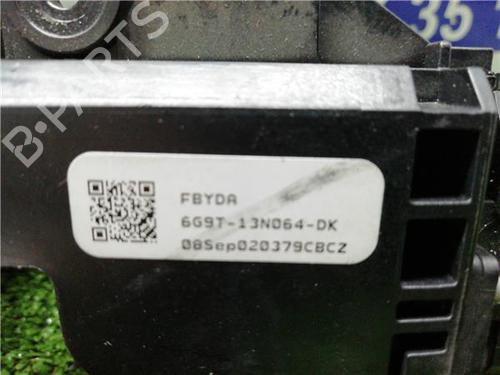 35
B-PARTS
FBYDA
6G9T-13N064-DK
08Sep020379CBCZ